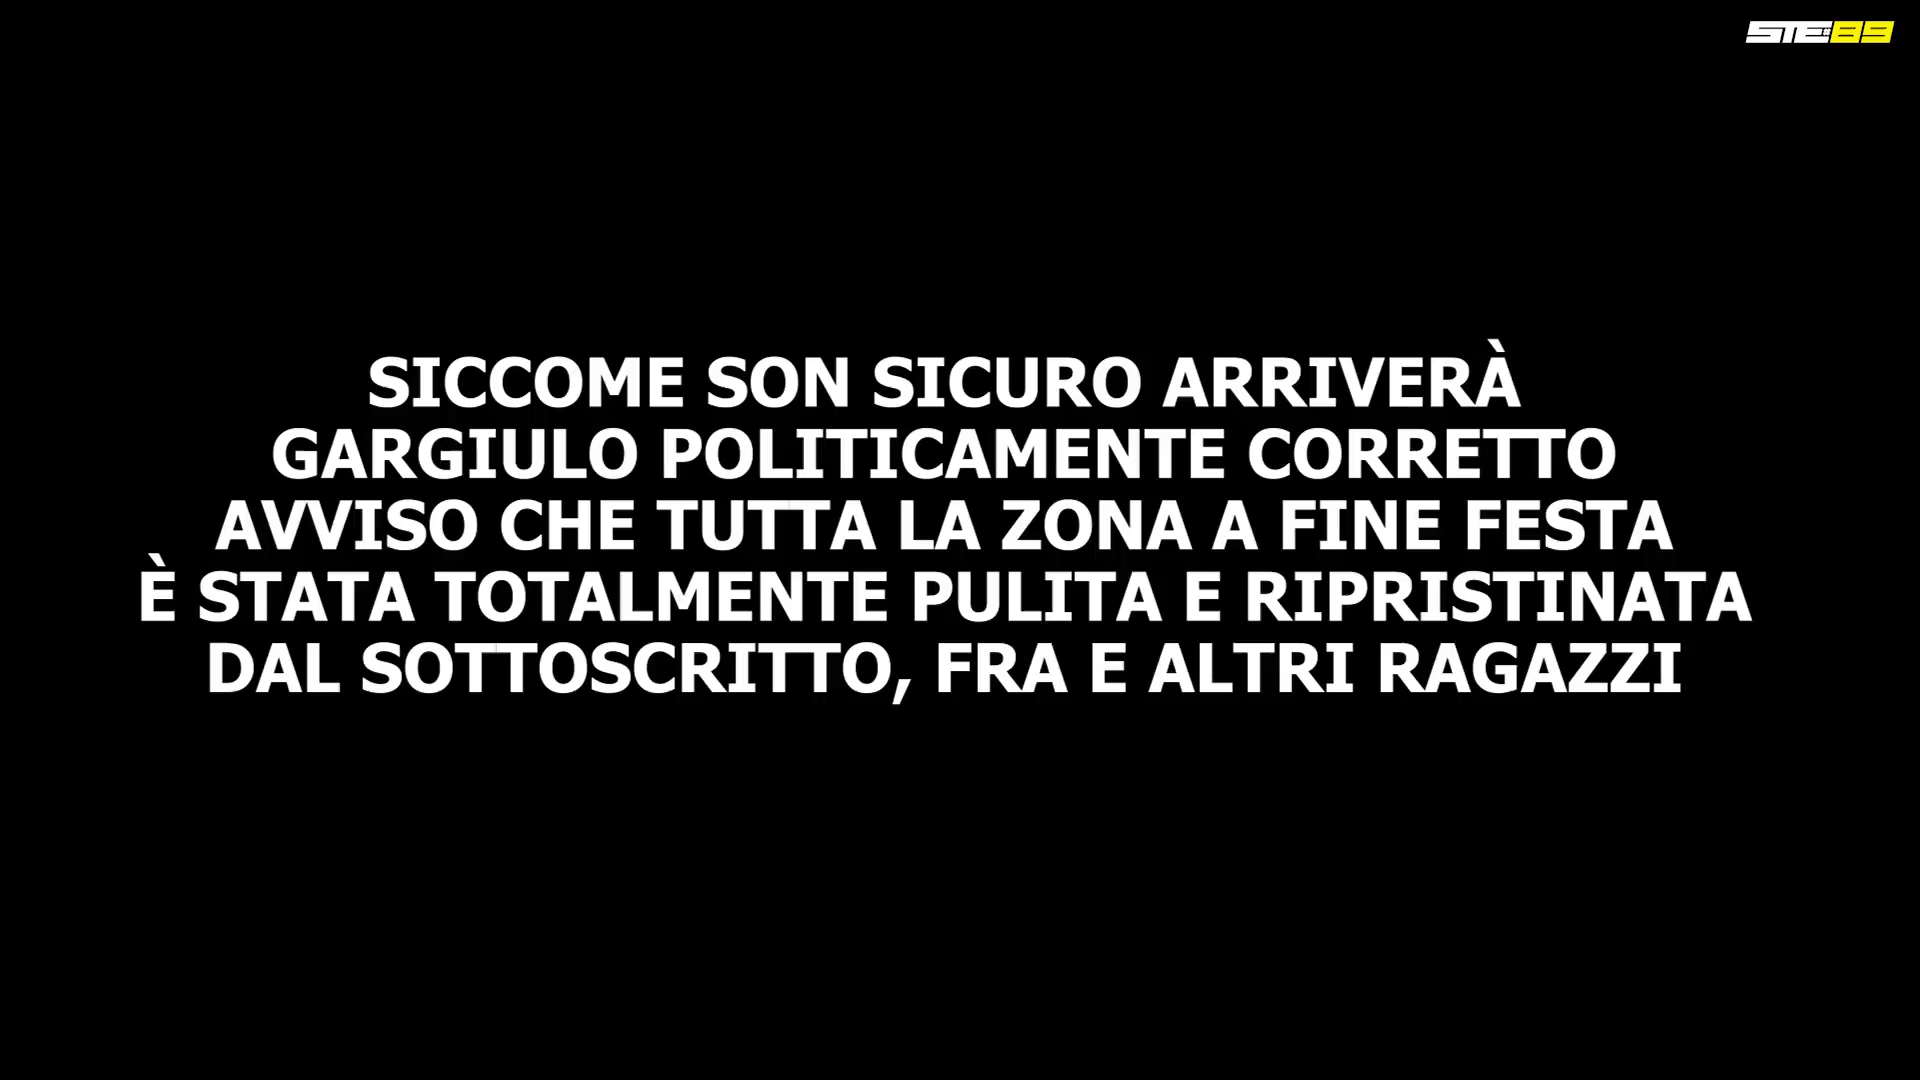 STE89
SICCOME SON SICURO ARRIVERÀ
GARGIULO POLITICAMENTE CORRETTO
AVVISO CHE TUTTA LA ZONA A FINE FESTA
È STATA TOTALMENTE PULITA E RIPRISTINATA
DAL SOTTOSCRITTO, FRA E ALTRI RAGAZZI